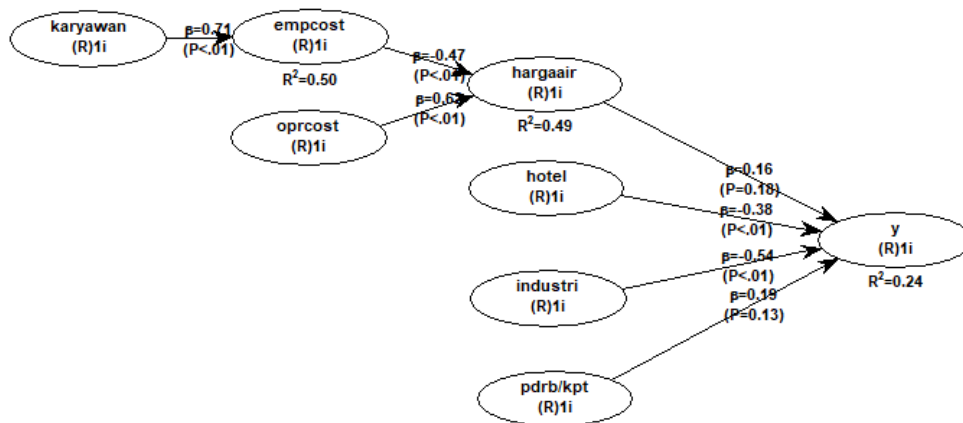 karyawan
(R)1i
β=0.71
(P<.01)
empcost
(R)1i
R²=0.50
β=-0.47
(P<.01)
oprcost
(R)1i
(P<.01)
hargaair
(R)1i
R²=0.49
hotel
(R)1i
β=0.16
(P=0.18)
β=-0.38
(P<.01)
y
(R)1i
R²=0.24
industri
(R)1i
β=-0.54
(P<.01)
β=0.19
(P=0.13)
pdrb/kpt
(R)1i